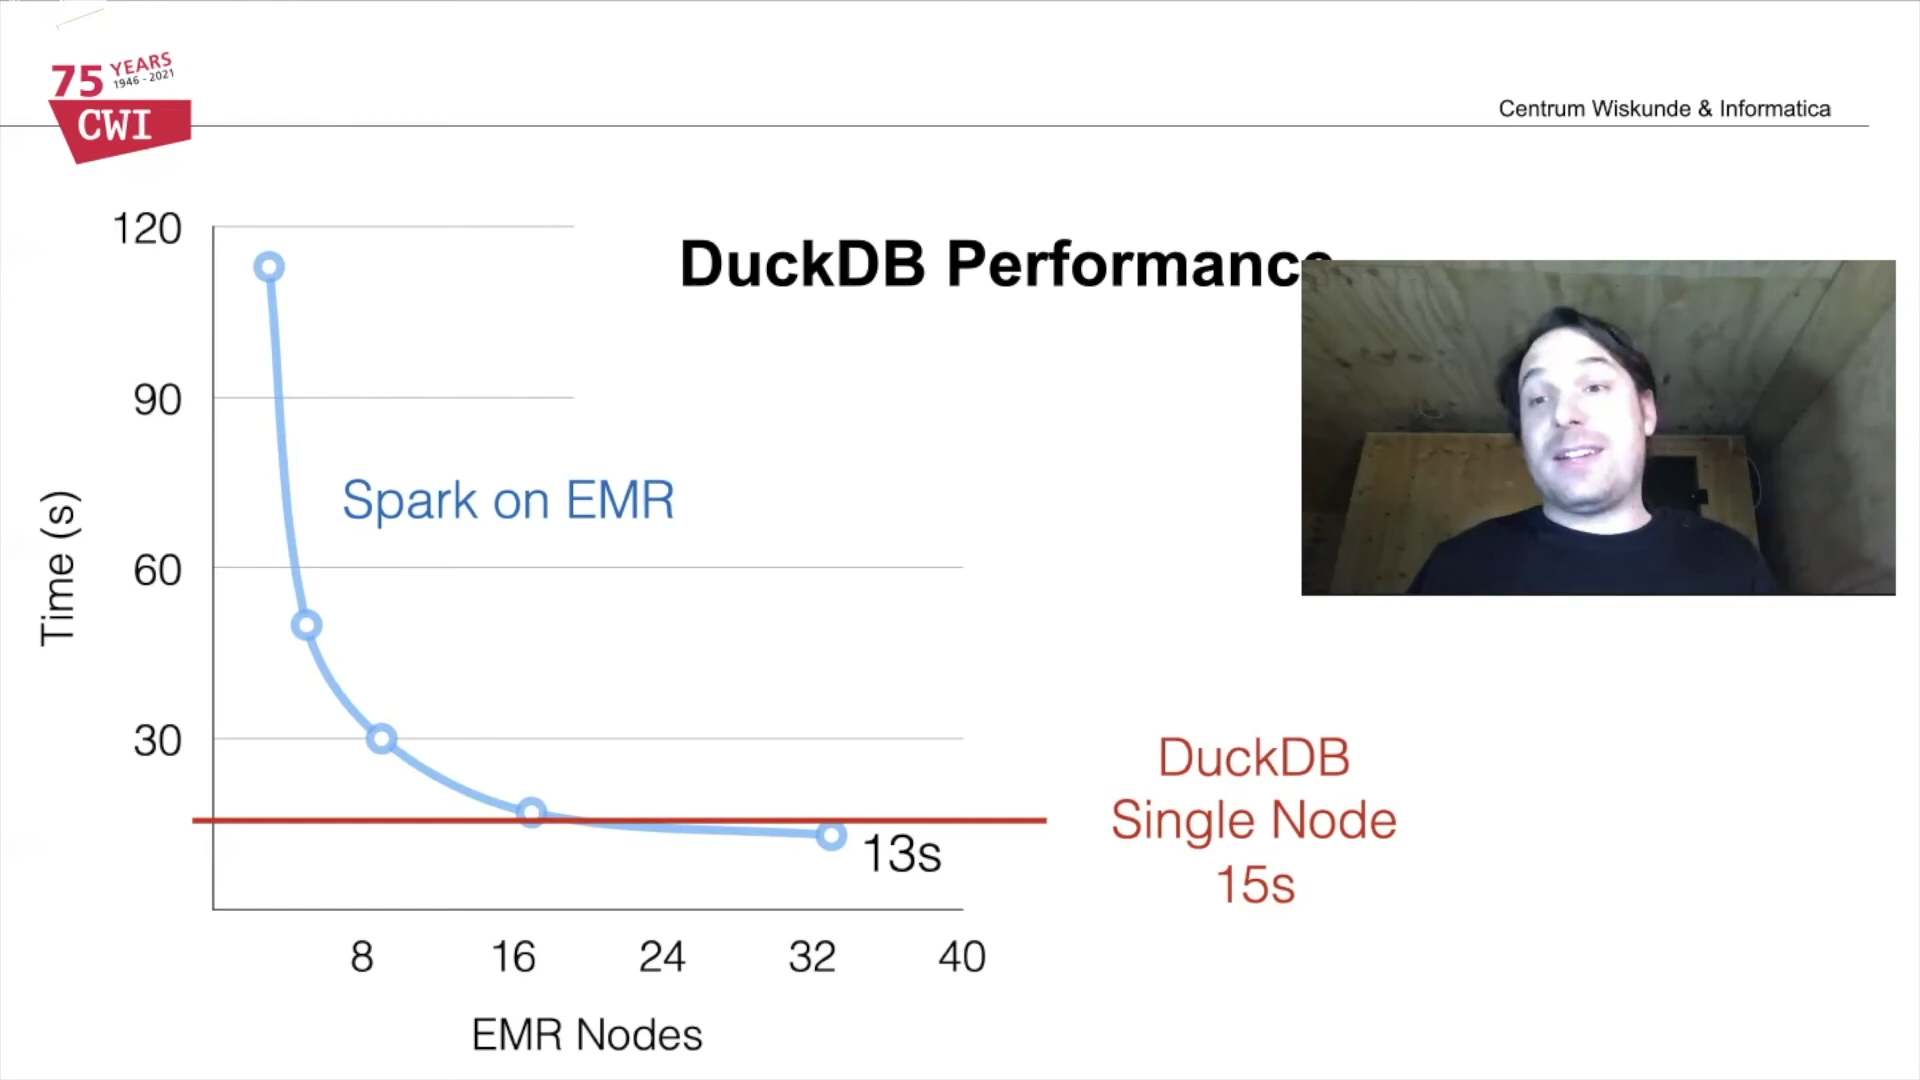 75 YEARS
1946 - 2021
CWI
Centrum Wiskunde & Informatica
DuckDB Performance
120
90
60
30
Time (s)
Spark on EMR
13s
DuckDB
Single Node
15s
8 16 24 32 40
EMR Nodes